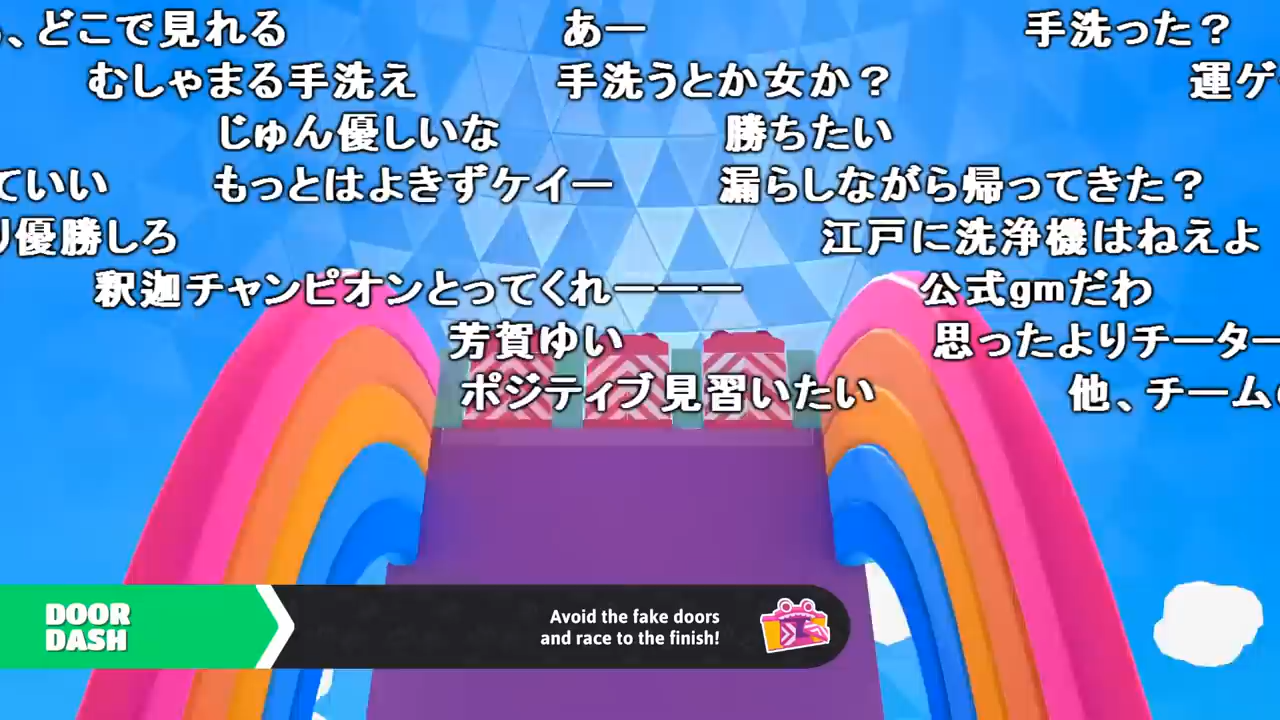 、どこで見れる
あー
手洗った？
むしゃまる手洗え
手洗うとか女か？
運ゲ
じゅん優しいな
勝ちたい
ていい
もっとはよきずケイー
漏らしながら帰ってきた？
り優勝しろ
江戸に洗浄機はねえよ
釈迦チャンピオンとってくれーーー
公式gmだわ
芳賀ゆい
思ったよりチーター
ポジティブ見習いたい
他、チーム
DOOR
DASH
Avoid the fake doors
and race to the finish!